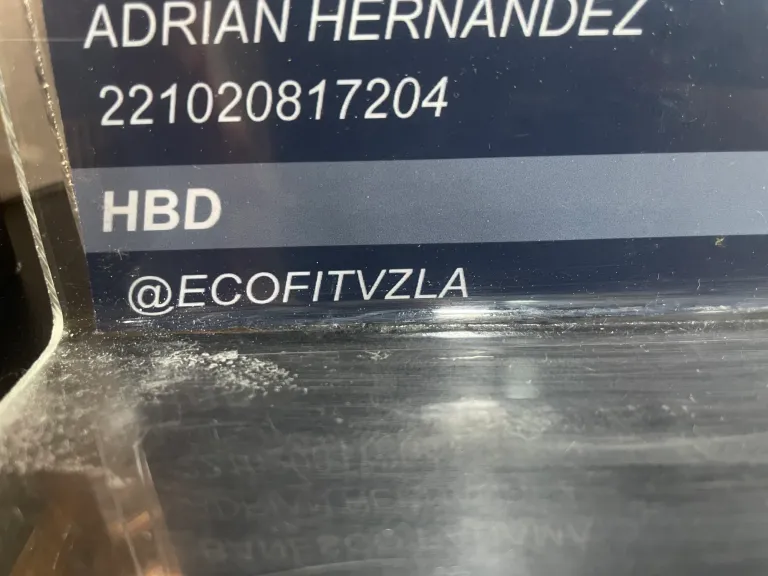 ADRIAN HERNANDEZ
221020817204
HBD
@ECOFITVZLA